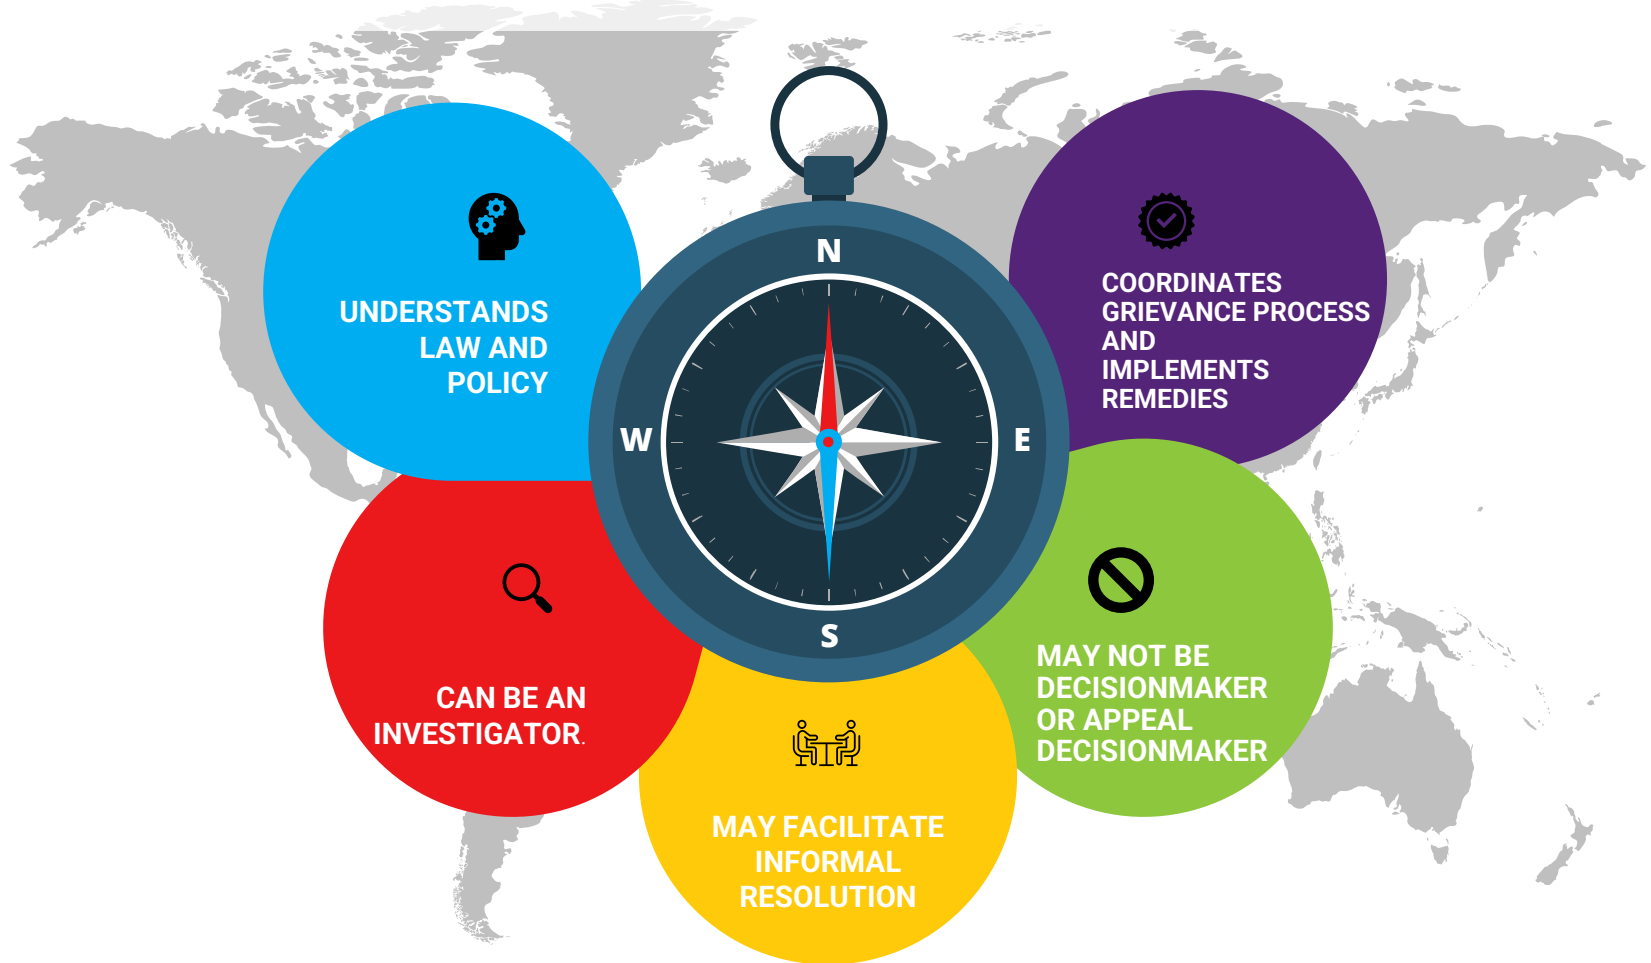 UNDERSTANDS
LAW AND
POLICY
CAN BE AN
INVESTIGATOR.
MAY FACILITATE
INFORMAL
RESOLUTION
MAY NOT BE
DECISIONMAKER
OR APPEAL
DECISIONMAKER
COORDINATES
GRIEVANCE PROCESS
AND
IMPLEMENTS
REMEDIES
N
W
E
S